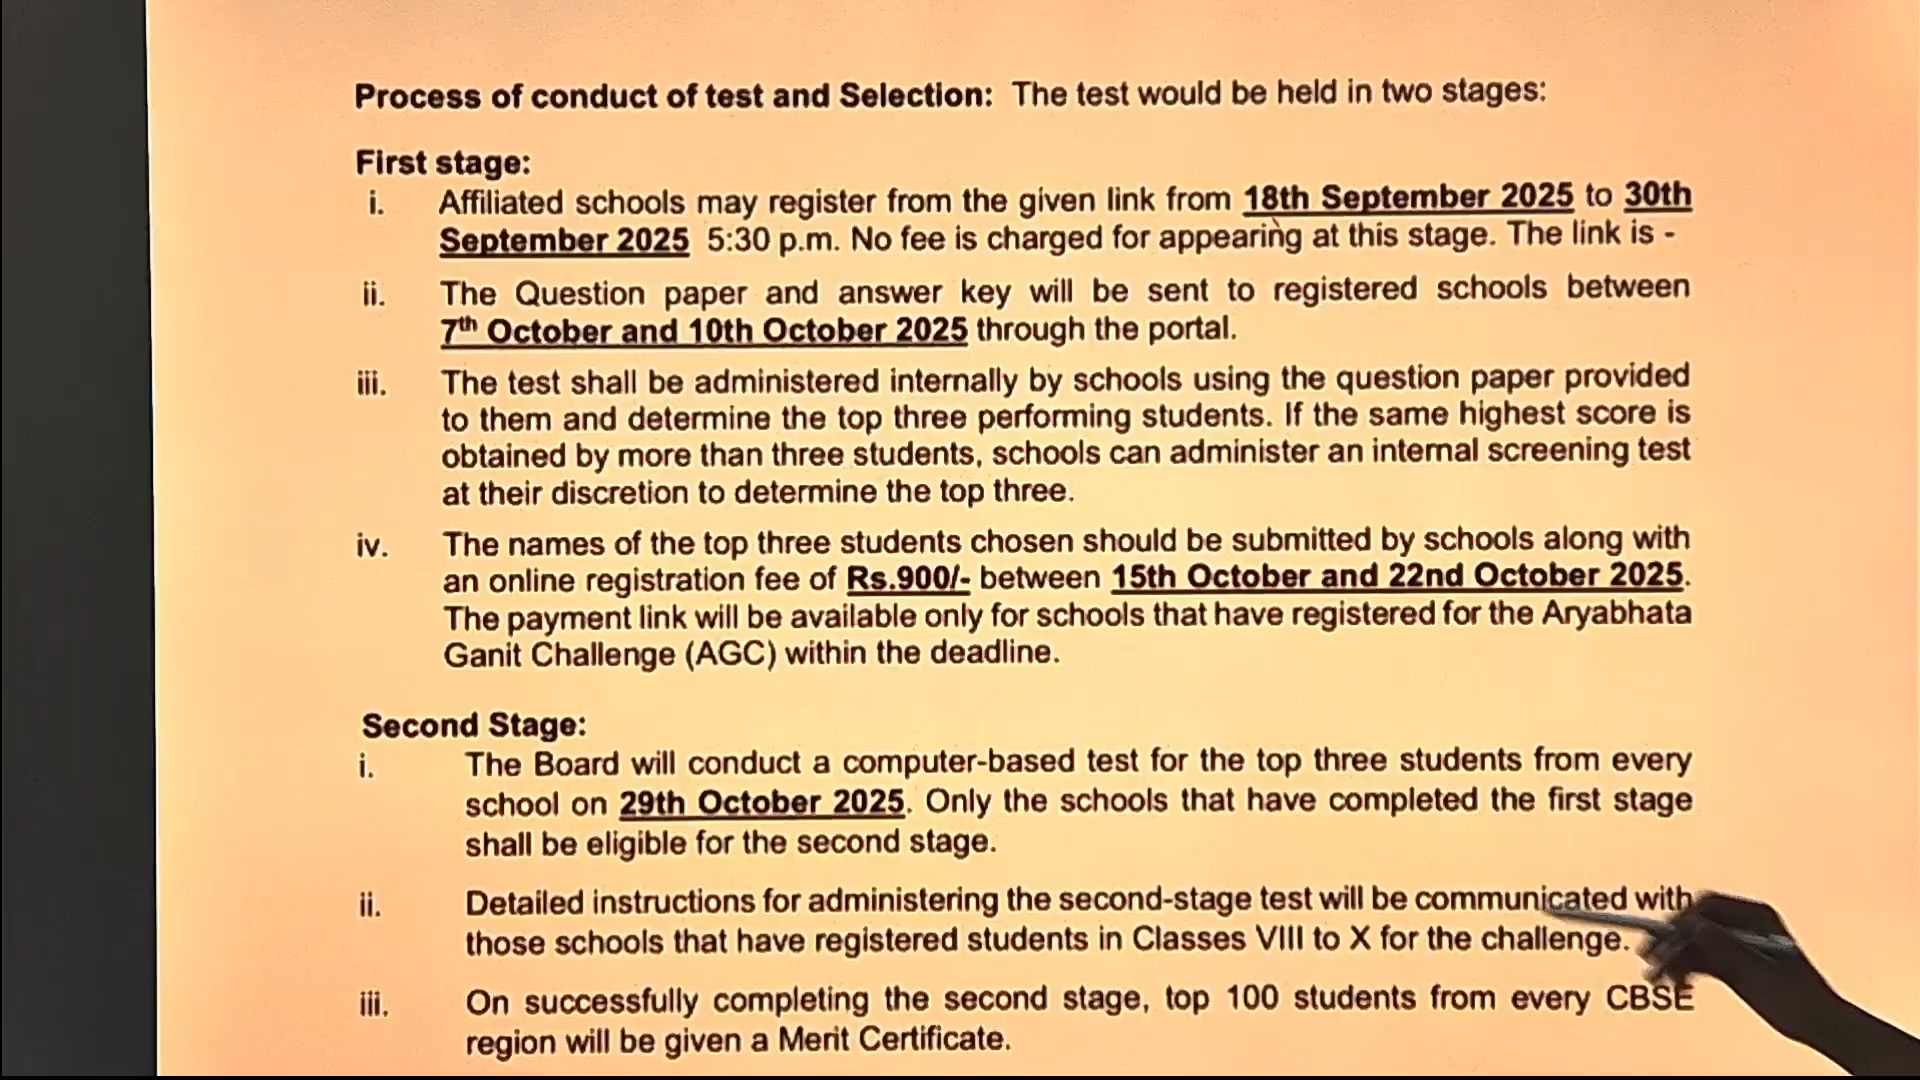 Process of conduct of test and Selection: The test would be held in two stages:
First stage:
i. Affiliated schools may register from the given link from 18th September 2025 to 30th
September 2025 5:30 p.m. No fee is charged for appearing at this stage. The link is -
ii. The Question paper and answer key will be sent to registered schools between
7th October and 10th October 2025 through the portal.
iii. The test shall be administered internally by schools using the question paper provided
to them and determine the top three performing students. If the same highest score is
obtained by more than three students, schools can administer an internal screening test
at their discretion to determine the top three.
iv. The names of the top three students chosen should be submitted by schools along with
an online registration fee of Rs.900/- between 15th October and 22nd October 2025.
The payment link will be available only for schools that have registered for the Aryabhata
Ganit Challenge (AGC) within the deadline.
Second Stage:
i. The Board will conduct a computer-based test for the top three students from every
school on 29th October 2025. Only the schools that have completed the first stage
shall be eligible for the second stage.
ii. Detailed instructions for administering the second-stage test will be communicated with
those schools that have registered students in Classes VIII to X for the challenge.
iii. On successfully completing the second stage, top 100 students from every CBSE
region will be given a Merit Certificate.